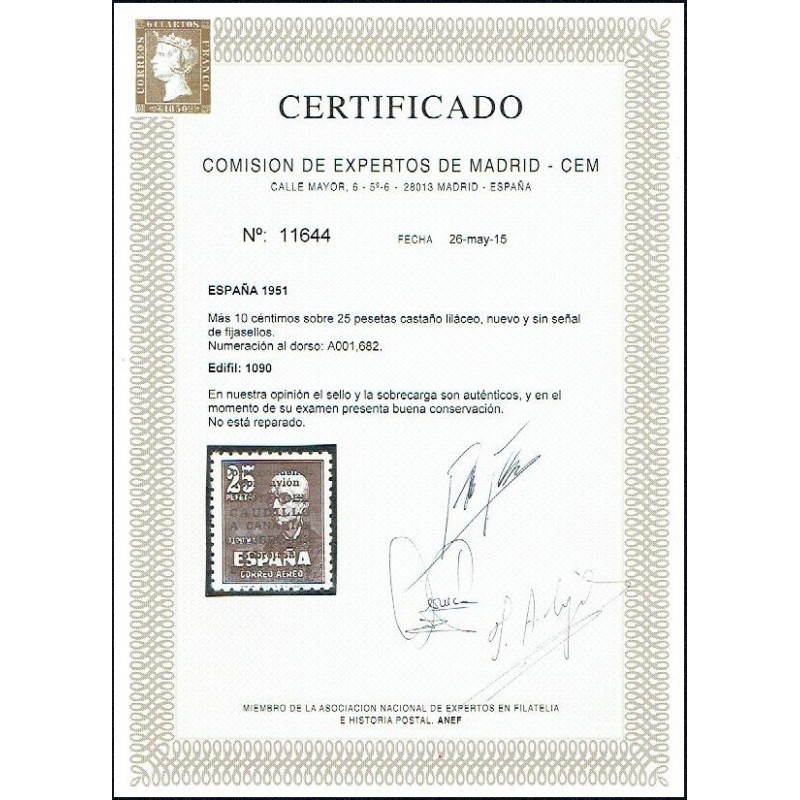 6 CUARTOS
CORREOS
FRANCO
1850
CERTIFICADO
COMISION DE EXPERTOS DE MADRID - CEM
CALLE MAYOR, 6 - 5º-6 - 28013 MADRID - ESPAÑA
Nº: 11644 FECHA 26-may-15
ESPAÑA 1951
Más 10 céntimos sobre 25 pesetas castaño liláceo, nuevo y sin señal
de fijasellos.
Numeración al dorso: A001,682.
Edifil: 1090
En nuestra opinión el sello y la sobrecarga son auténticos, y en el
momento de su examen presenta buena conservación.
No está reparado.
25
PESETAS
avión
CAUDILLO
A CANARIAS
ESPAÑA
CORREO AÉREO
MIEMBRO DE LA ASOCIACION NACIONAL DE EXPERTOS EN FILATELIA
E HISTORIA POSTAL. ANEF